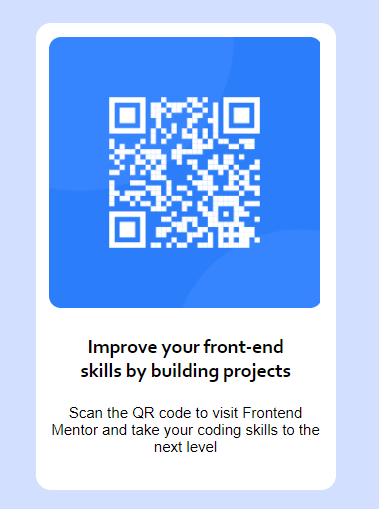 Improve your front-end
skills by building projects
Scan the QR code to visit Frontend
Mentor and take your coding skills to the
next level